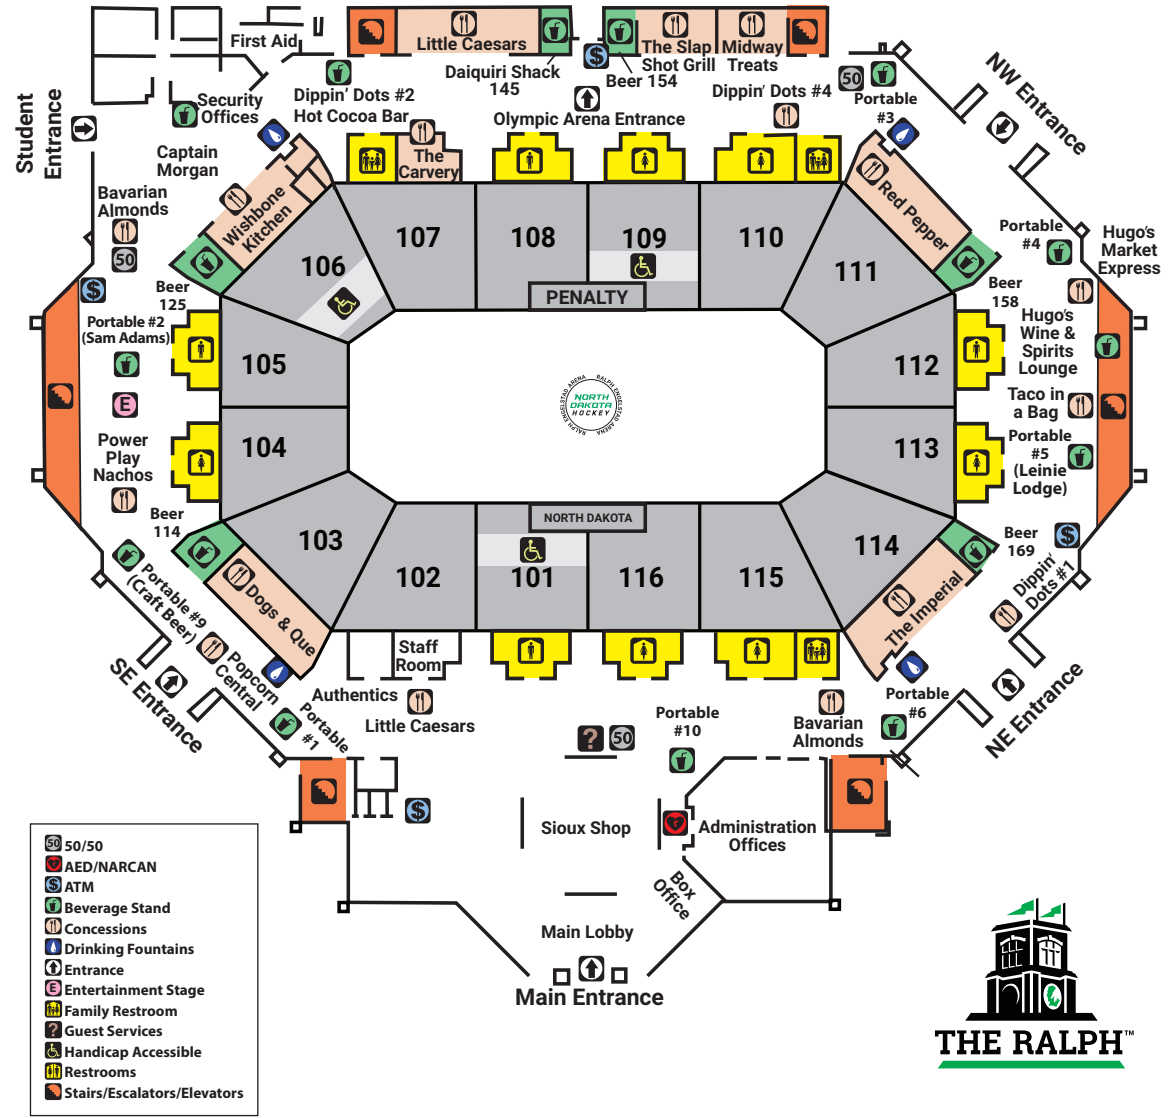 First Aid
Little Caesars
The Slap
Shot Grill
Midway
Treats
Daiquiri Shack
145
$
Beer 154
50
Security
Offices
Dippin' Dots #2
Hot Cocoa Bar
Olympic Arena Entrance
Dippin' Dots #4
Portable
#3
NW Entrance
Student
Entrance
Captain
Morgan
The
Carvery
Bavarian
Almonds
50
Wishbone
Kitchen
Red Pepper
Portable
#4
Hugo's
Market
Express
107
108
109
110
106
111
$
Beer
125
Beer
158
PENALTY
Portable #2
(Sam Adams)
Hugo's
Wine &
Spirits
Lounge
105
112
E
RALPH ENGELSTAD ARENA
RALPH ENGELSTAD ARENA
NORTH
DAKOTA
HOCKEY
Taco in
a Bag
Power
Play
Nachos
104
113
Portable
#5
(Leinie
Lodge)
Beer
114
NORTH DAKOTA
103
114
Beer
169
$
102
101
116
115
Portable #9
(Craft Beer)
Dogs & Que
The Imperial
Dippin'
Dots #1
Staff
Room
SE Entrance
Popcorn
Central
Authentics
Little Caesars
Portable
#1
Portable
#10
? 50
Bavarian
Almonds
Portable
#6
NE Entrance
$
Sioux Shop
Administration
Offices
Box
Office
Main Lobby
Main Entrance
50 50/50
AED/NARCAN
$ ATM
Beverage Stand
Concessions
Drinking Fountains
Entrance
E Entertainment Stage
Family Restroom
? Guest Services
Handicap Accessible
Restrooms
Stairs/Escalators/Elevators
THE RALPH™